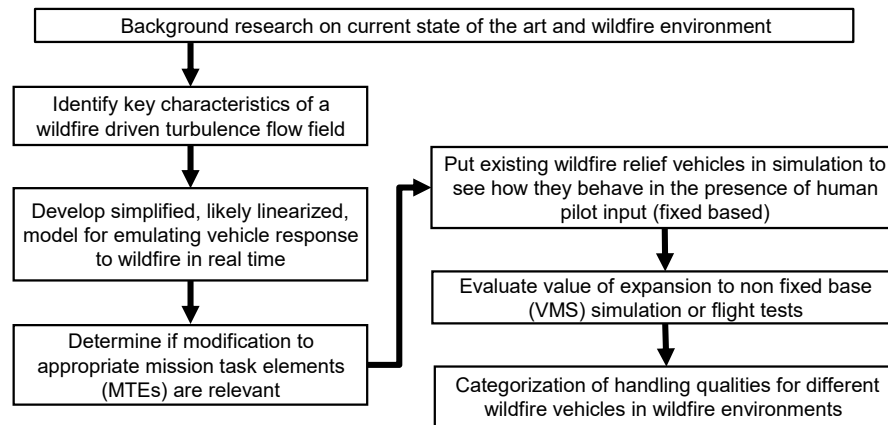 Background research on current state of the art and wildfire environment
Identify key characteristics of a
wildfire driven turbulence flow field
Develop simplified, likely linearized,
model for emulating vehicle response
to wildfire in real time
Determine if modification to
appropriate mission task elements
(MTEs) are relevant
Put existing wildfire relief vehicles in simulation to
see how they behave in the presence of human
pilot input (fixed based)
Evaluate value of expansion to non fixed base
(VMS) simulation or flight tests
Categorization of handling qualities for different
wildfire vehicles in wildfire environments